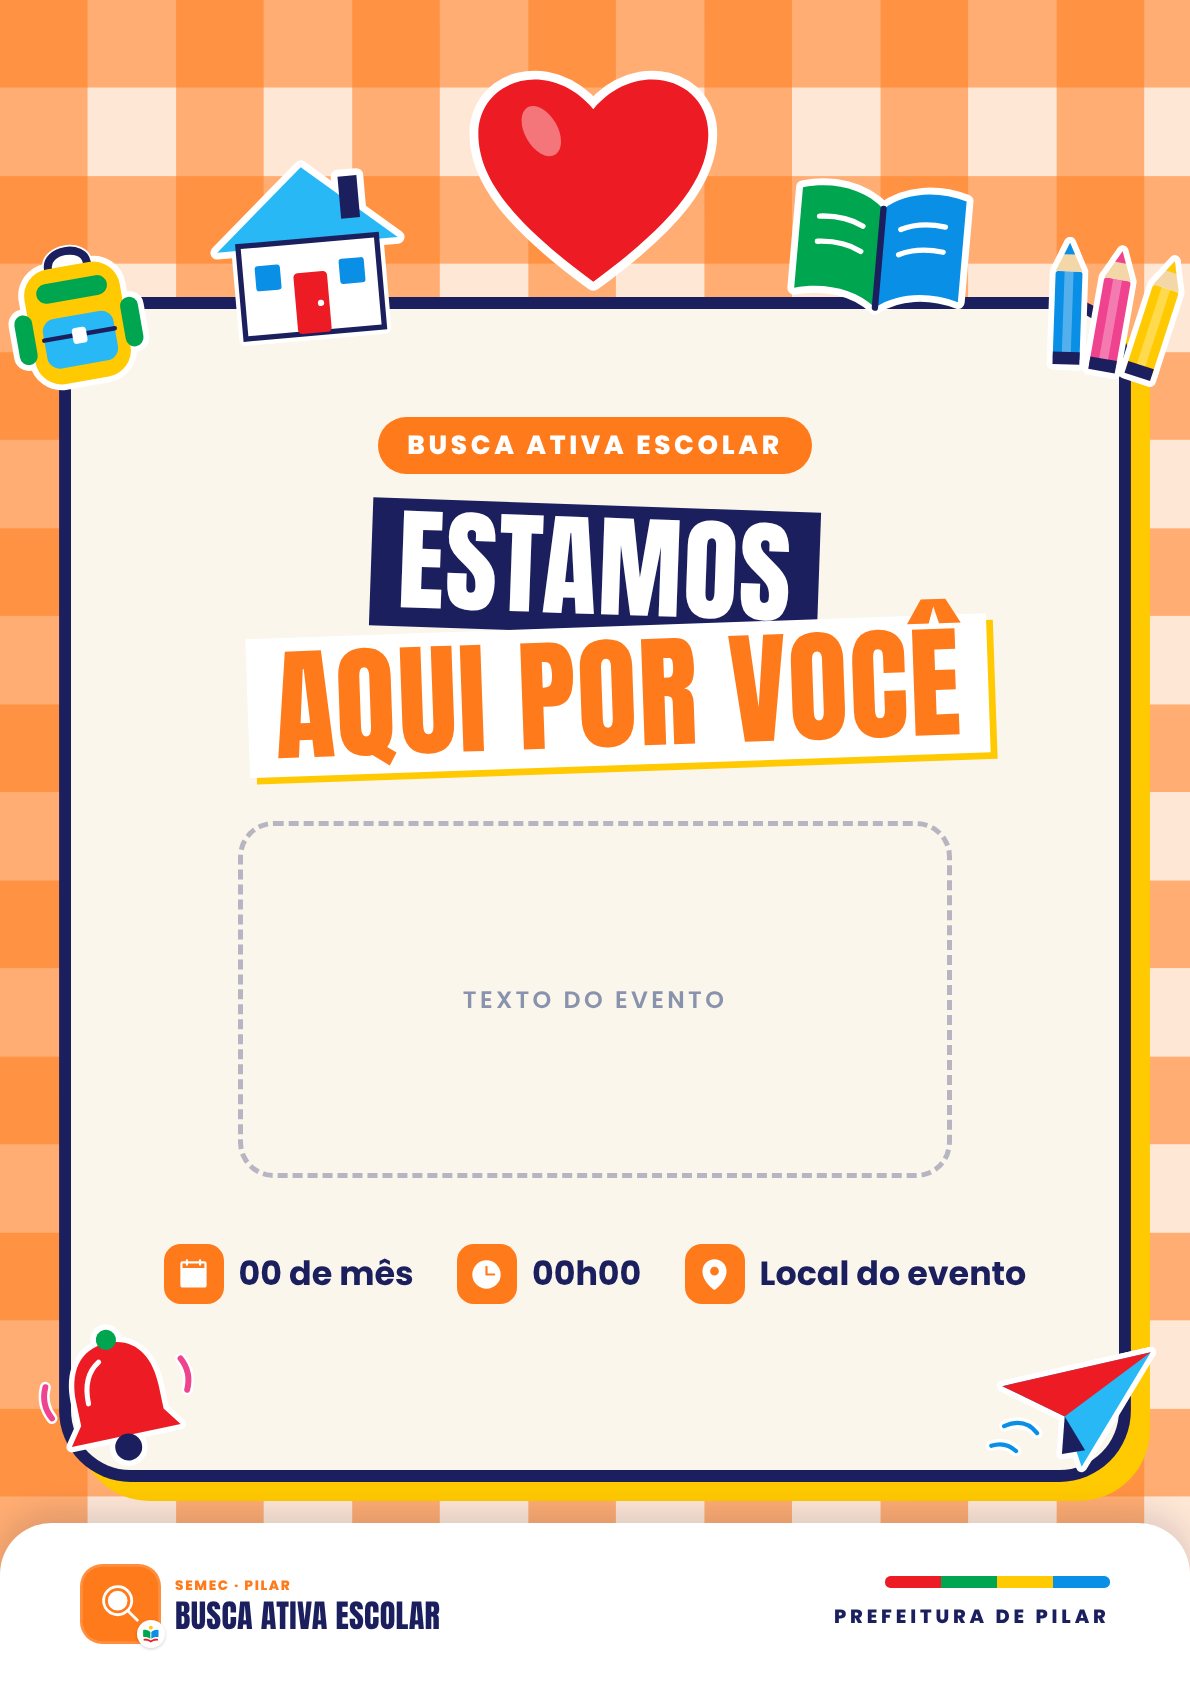 BUSCA ATIVA ESCOLAR
ESTAMOS
AQUI POR VOCÊ
TEXTO DO EVENTO
00 de mês
00h00
Local do evento
SEMEC · PILAR
BUSCA ATIVA ESCOLAR
PREFEITURA DE PILAR